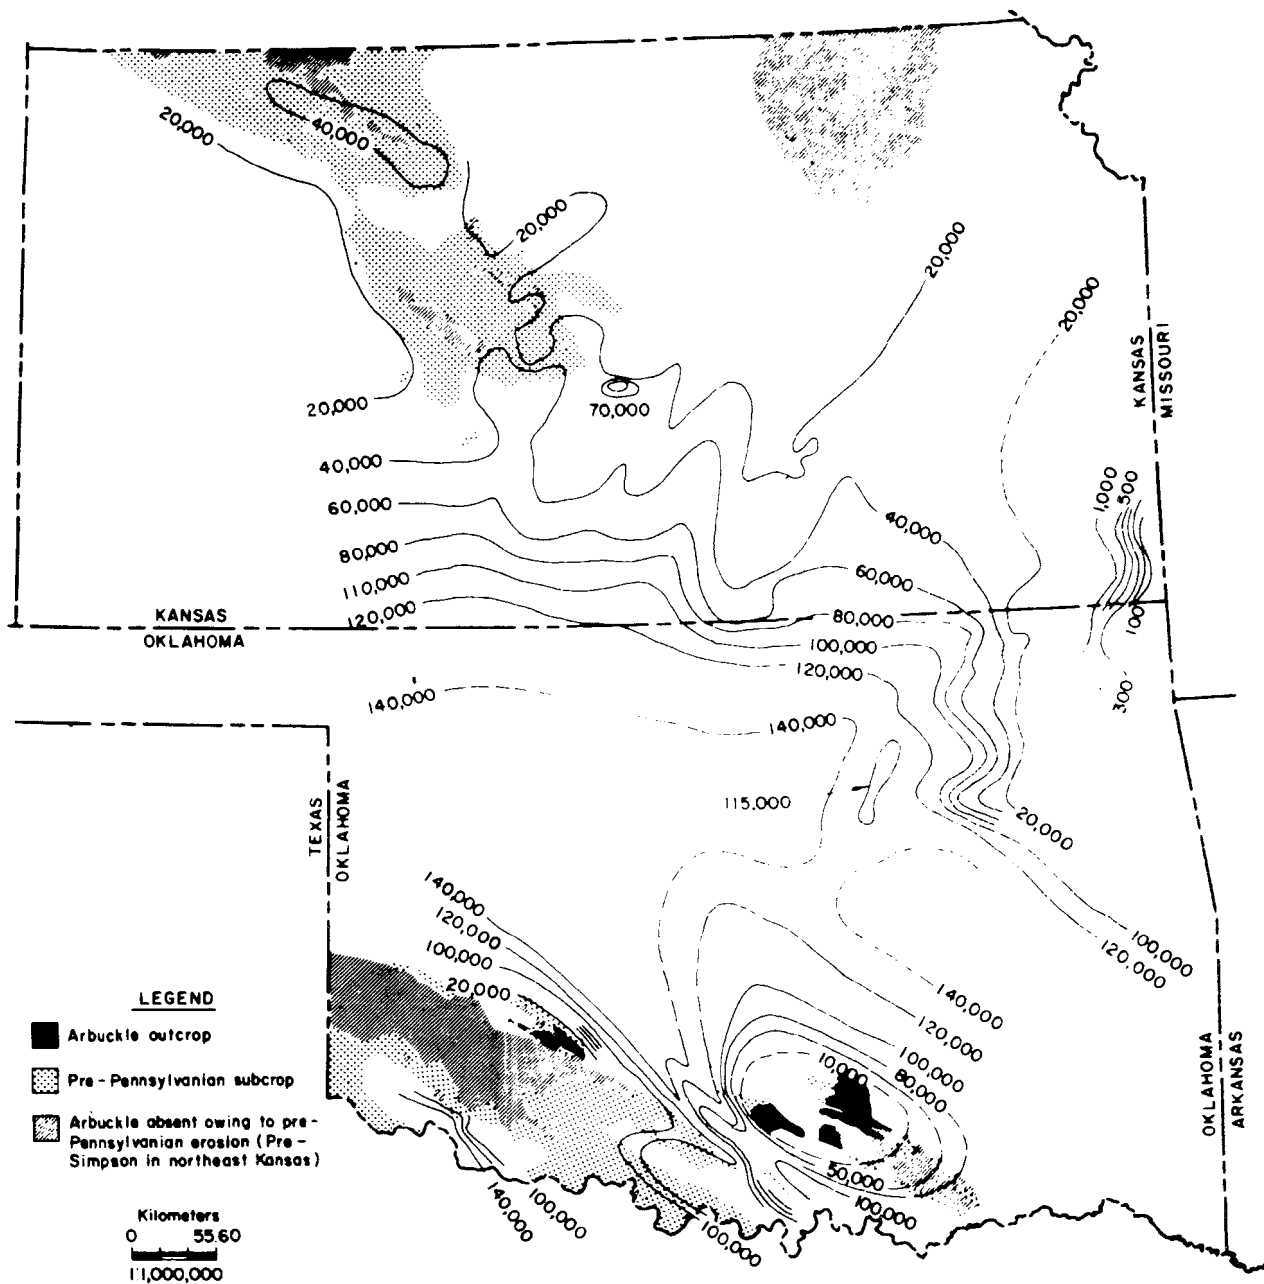 20,000
40,000
20,000
20,000
20,000
KANSAS
MISSOURI
20,000
70,000
40,000
1,000
500
60,000
40,000
80,000
60,000
110,000
120,000
80,000
100
KANSAS
OKLAHOMA
100,000
120,000
300
140,000
140,000
TEXAS
OKLAHOMA
115.000
20,000
140,000
120,000
100,000
20,000
100,000
120,000
140,000
120,000
100,000
80,000
10,000
OKLAHOMA
ARKANSAS
50,000
100,000
140,000
100,000
100,000
LEGEND
Arbuckle outcrop
Pre-Pennsylvanian subcrop
Arbuckle absent owing to pre-
Pennsylvanian erosion (Pre-
Simpson in northeast Kansas)
Kilometers
0 55.60
1:1,000,000